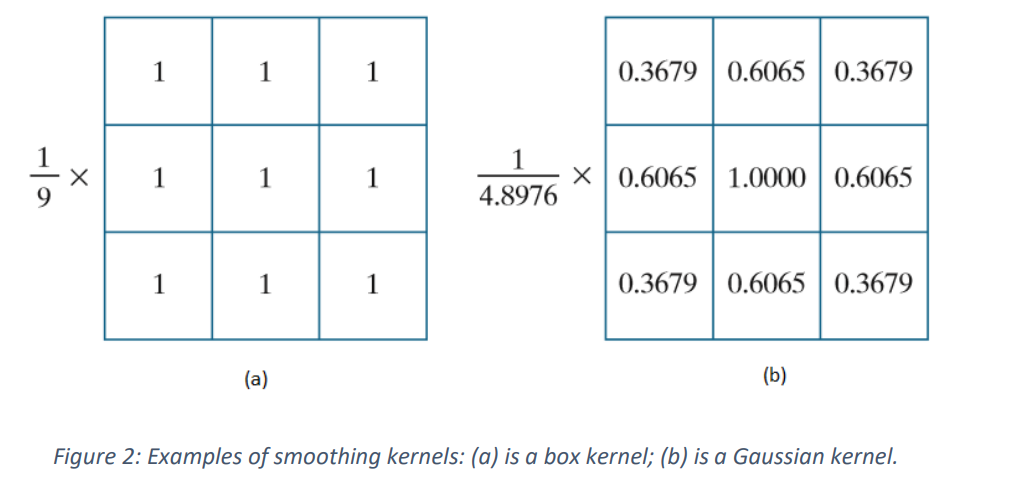 1 1 1 0.3679 0.6065 0.3679
1/9 × 1 1 1 1/4.8976 × 0.6065 1.0000 0.6065
1 1 1 0.3679 0.6065 0.3679
(a) (b)
Figure 2: Examples of smoothing kernels: (a) is a box kernel; (b) is a Gaussian kernel.